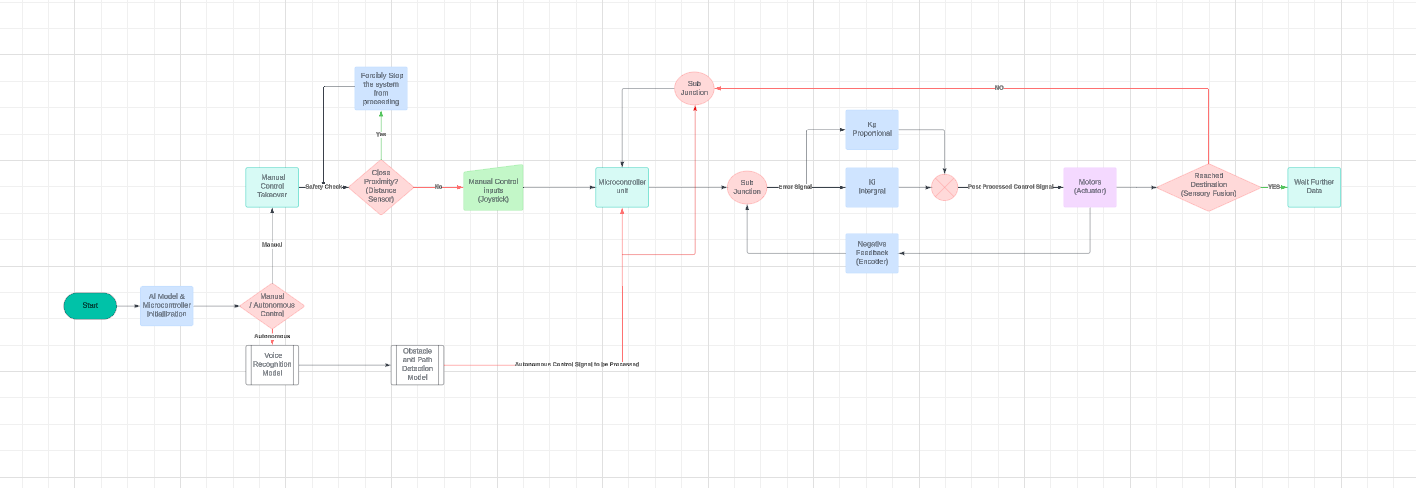 Forcibly Stop
the system
from
proceeding
Sub
Junction
NO
Kp
Proportional
Yes
Manual
Control
Takeover
Safety Check
Close
Proximity?
(Distance
Sensor)
No
Manual Control
Inputs
(Joystick)
Microcontroller
unit
Sub
Junction
Error Signal
Ki
Intergral
Post Processed Control Signal
Motors
(Actuator)
Reached
Destination
(Sensory Fusion)
YES
Wait Further
Data
Manual
Negative
Feedback
(Encoder)
Start
AI Model &
Microcontroller
Initialization
Manual
/ Autonomous
Control
Autonomous
Voice
Recognition
Model
Obstacle
and Path
Detection
Model
Autonomous Control Signal to be Processed